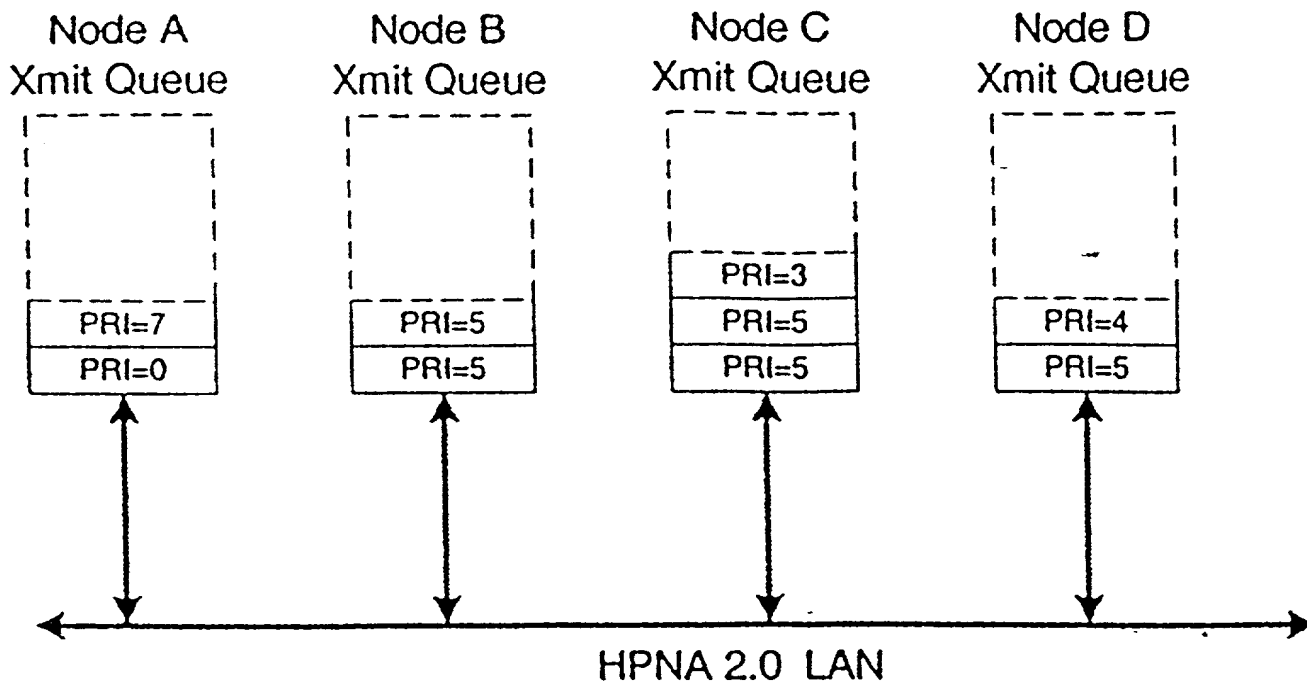 Node A
Xmit Queue
Node B
Xmit Queue
Node C
Xmit Queue
Node D
Xmit Queue
PRI=7
PRI=0
PRI=5
PRI=5
PRI=3
PRI=5
PRI=5
PRI=4
PRI=5
HPNA 2.0 LAN